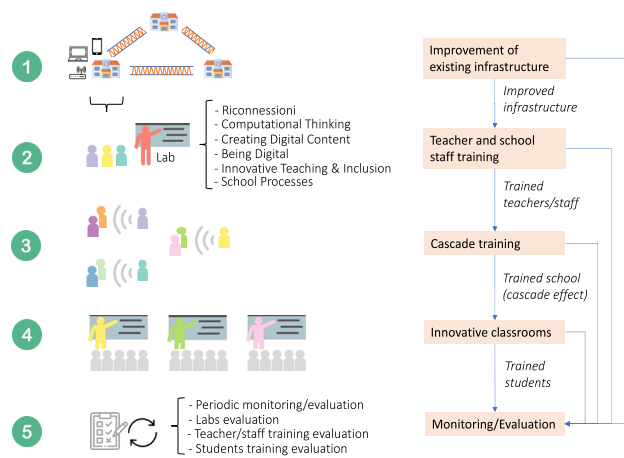 1
Improvement of
existing infrastructure
Improved
infrastructure
2
Lab
- Riconnessioni
- Computational Thinking
- Creating Digital Content
- Being Digital
- Innovative Teaching & Inclusion
- School Processes
Teacher and school
staff training
Trained
teachers/staff
3
Cascade training
Trained school
(cascade effect)
4
Innovative classrooms
Trained
students
5
- Periodic monitoring/evaluation
- Labs evaluation
- Teacher/staff training evaluation
- Students training evaluation
Monitoring/Evaluation